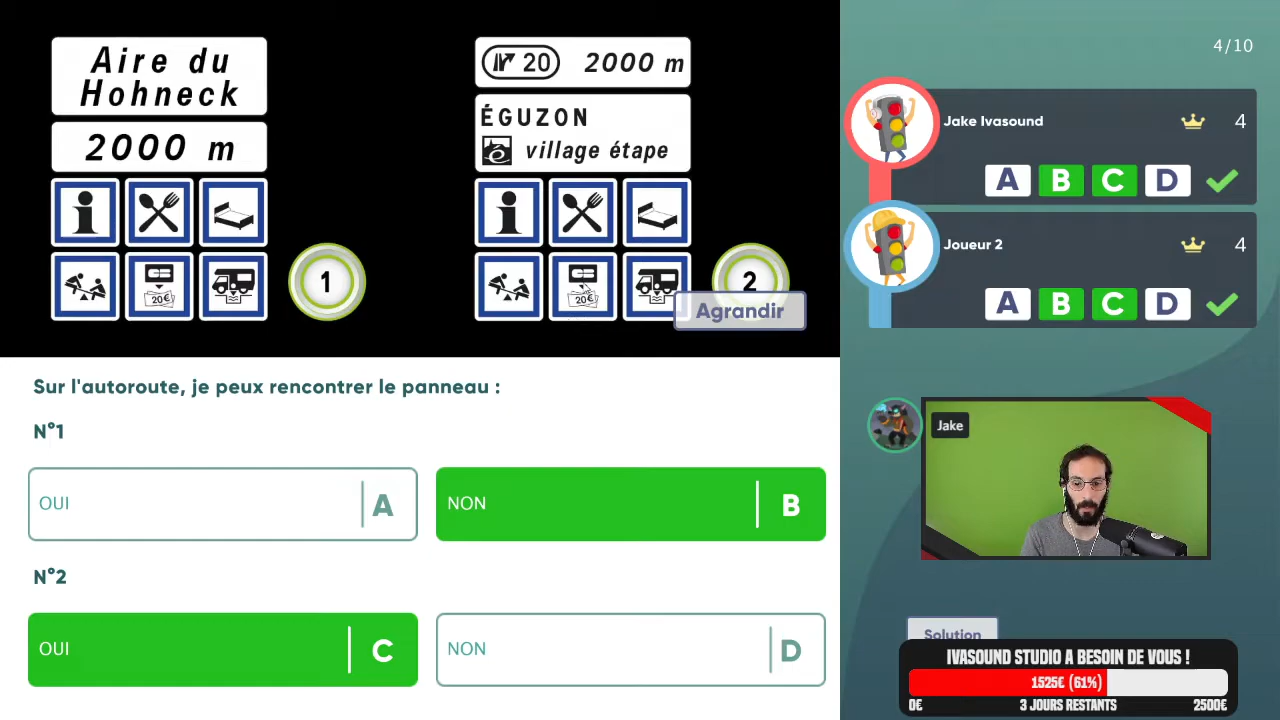 Aire du
Hohneck
2000 m
20€
1
20 2000 m
ÉGUZON
village étape
20€
2
Agrandir
Sur l'autoroute, je peux rencontrer le panneau :
N°1
OUI A
NON B
N°2
OUI C
NON D
4/10
Jake Ivasound 4
A B C D
Joueur 2 4
A B C D
Jake
Solution
IVASOUND STUDIO A BESOIN DE VOUS !
1525€ (61%)
0€ 3 JOURS RESTANTS 2500€